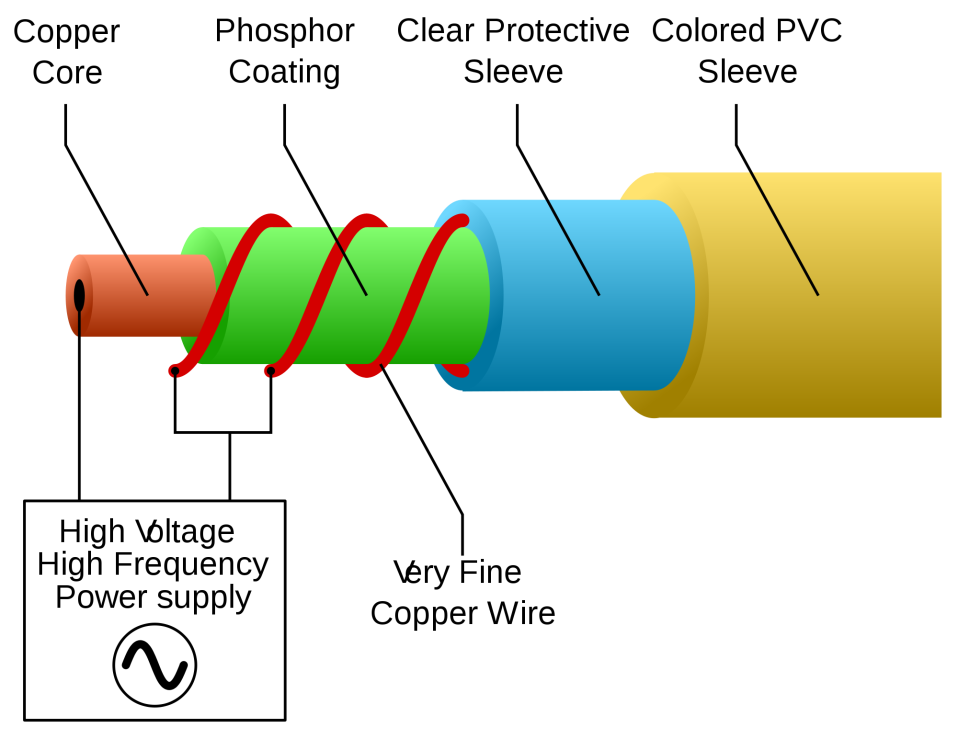 Copper
Core
Phosphor
Coating
Clear Protective
Sleeve
Colored PVC
Sleeve
High Voltage
High Frequency
Power supply
Very Fine
Copper Wire